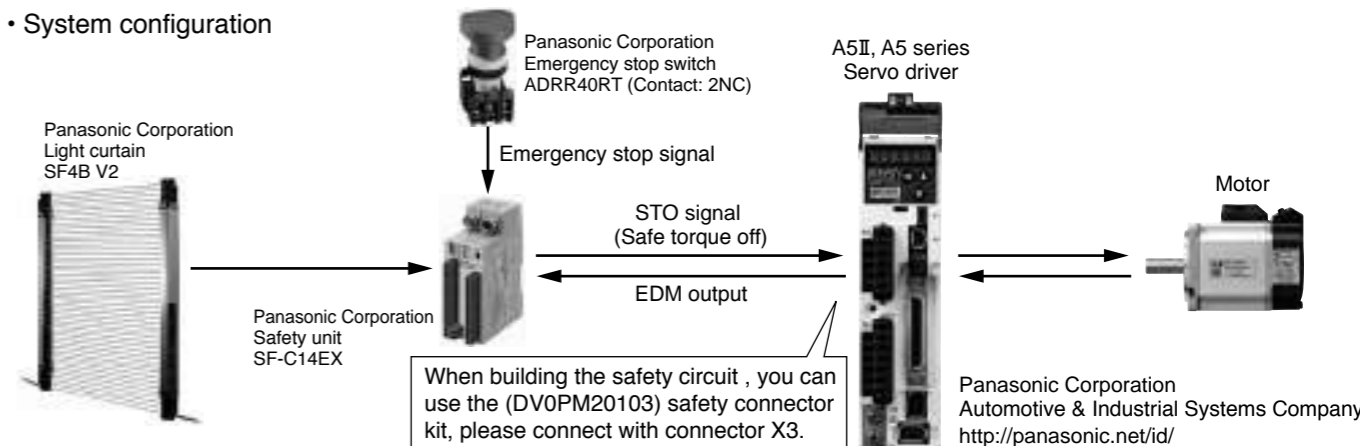 • System configuration
Panasonic Corporation
Emergency stop switch
ADRR40RT (Contact: 2NC)
A5Ⅱ, A5 series
Servo driver
Panasonic Corporation
Light curtain
SF4B V2
Emergency stop signal
Motor
STO signal
(Safe torque off)
EDM output
Panasonic Corporation
Safety unit
SF-C14EX
When building the safety circuit , you can
use the (DV0PM20103) safety connector
kit, please connect with connector X3.
Panasonic Corporation
Automotive & Industrial Systems Company
http://panasonic.net/id/